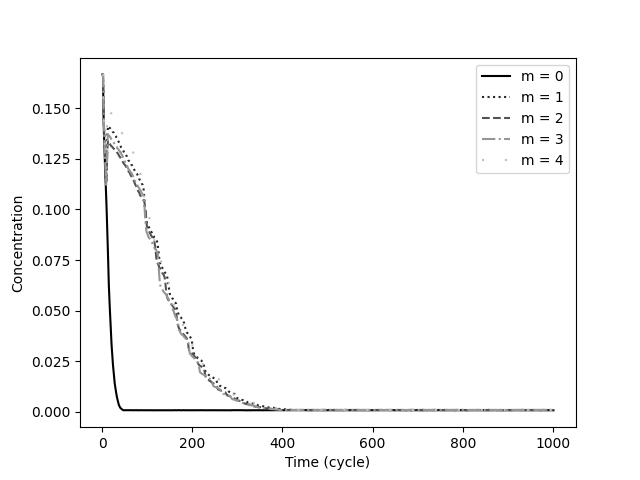 m = 0
m = 1
m = 2
m = 3
m = 4
0.150
0.125
0.100
0.075
0.050
0.025
0.000
Concentration
0 200 400 600 800 1000
Time (cycle)